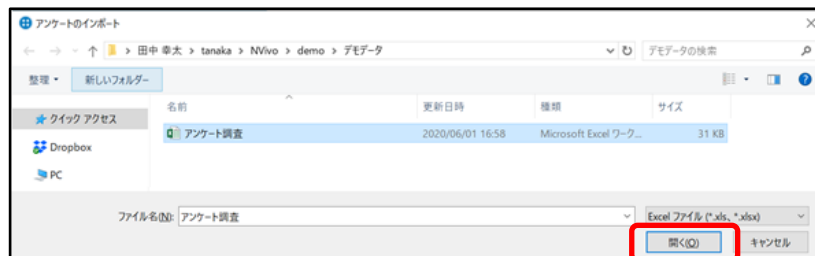 アンケートのインポート
田中 幸太 > tanaka > NVivo > demo > デモデータ
デモデータの検索
整理
新しいフォルダー
名前
更新日時
種類
サイズ
クイック アクセス
アンケート調査
2020/06/01 16:58
Microsoft Excel ワーク...
31 KB
Dropbox
PC
ファイル名(N):
アンケート調査
Excel ファイル (*.xls、*.xlsx)
開く(O)
キャンセル